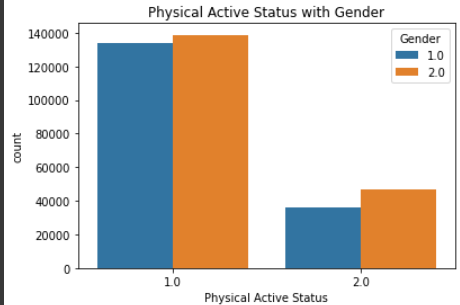 Physical Active Status with Gender
140000
120000
100000
80000
60000
40000
20000
0
count
Gender
1.0
2.0
1.0 2.0
Physical Active Status